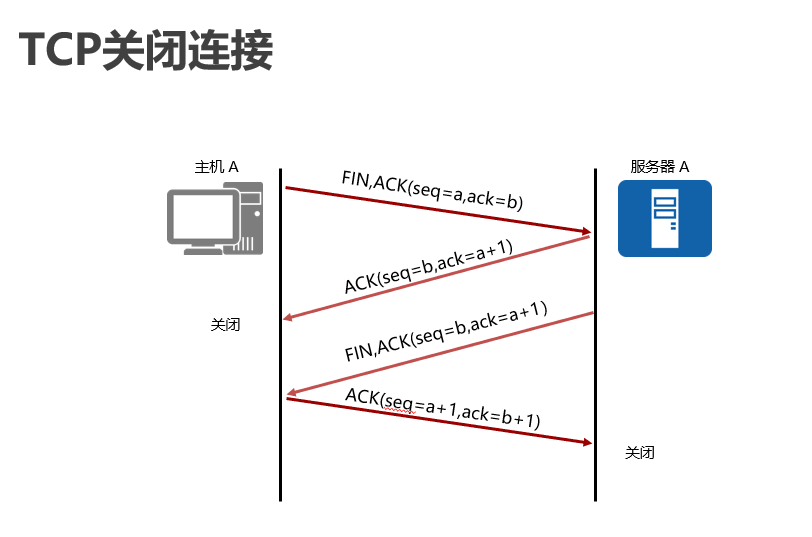 TCP关闭连接
主机 A
服务器 A
FIN,ACK(seq=a,ack=b)
ACK(seq=b,ack=a+1)
关闭
FIN,ACK(seq=b,ack=a+1)
ACK(seq=a+1,ack=b+1)
关闭